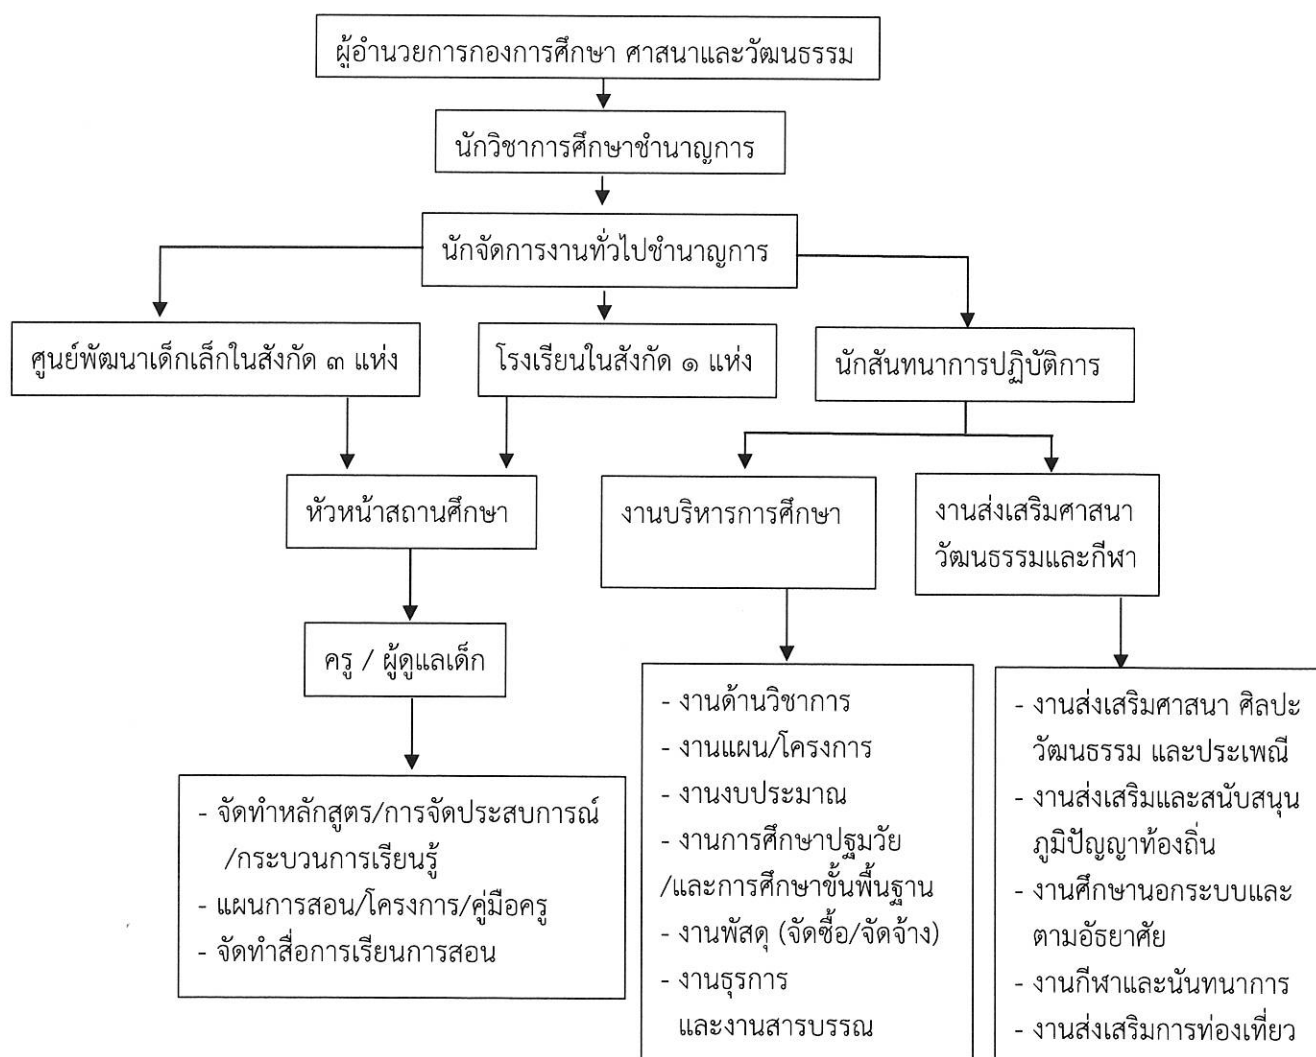 ผู้อำนวยการกองการศึกษา ศาสนาและวัฒนธรรม
นักวิชาการศึกษาชำนาญการ
นักจัดการงานทั่วไปชำนาญการ
ศูนย์พัฒนาเด็กเล็กในสังกัด ๓ แห่ง
โรงเรียนในสังกัด ๑ แห่ง
นักสันทนาการปฏิบัติการ
หัวหน้าสถานศึกษา
งานบริหารการศึกษา
งานส่งเสริมศาสนา
วัฒนธรรมและกีฬา
ครู / ผู้ดูแลเด็ก
- จัดทำหลักสูตร/การจัดประสบการณ์
/กระบวนการเรียนรู้
- แผนการสอน/โครงการ/คู่มือครู
- จัดทำสื่อการเรียนการสอน
- งานด้านวิชาการ
- งานแผน/โครงการ
- งานงบประมาณ
- งานการศึกษาปฐมวัย
/และการศึกษาขั้นพื้นฐาน
- งานพัสดุ (จัดซื้อ/จัดจ้าง)
- งานธุรการ
และงานสารบรรณ
- งานส่งเสริมศาสนา ศิลปะ
วัฒนธรรม และประเพณี
- งานส่งเสริมและสนับสนุน
ภูมิปัญญาท้องถิ่น
- งานศึกษานอกระบบและ
ตามอัธยาศัย
- งานกีฬาและนันทนาการ
- งานส่งเสริมการท่องเที่ยว